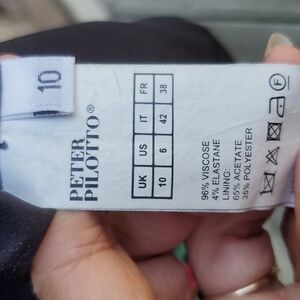 10
PETER
PILOTTO®
UK US IT FR
10 6 42 38
96% VISCOSE
4% ELASTANE
LINING:
65% ACETATE
35% POLYESTER